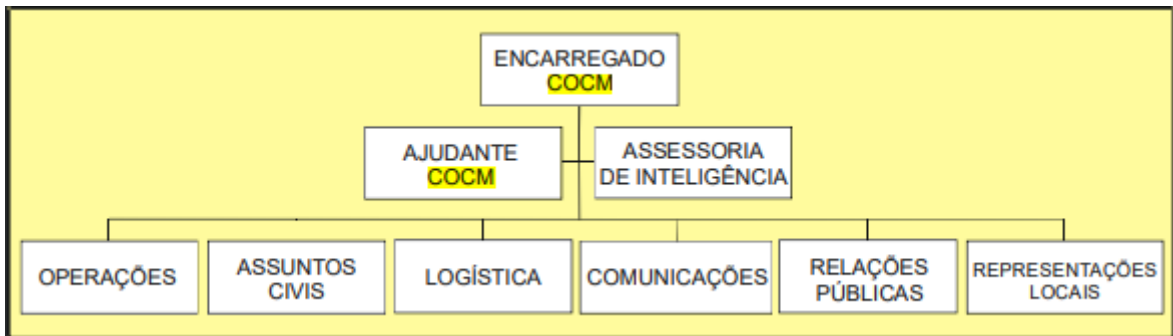 ENCARREGADO
COCM
AJUDANTE
COCM
ASSESSORIA
DE INTELIGÊNCIA
OPERAÇÕES
ASSUNTOS
CIVIS
LOGÍSTICA
COMUNICAÇÕES
RELAÇÕES
PÚBLICAS
REPRESENTAÇÕES
LOCAIS